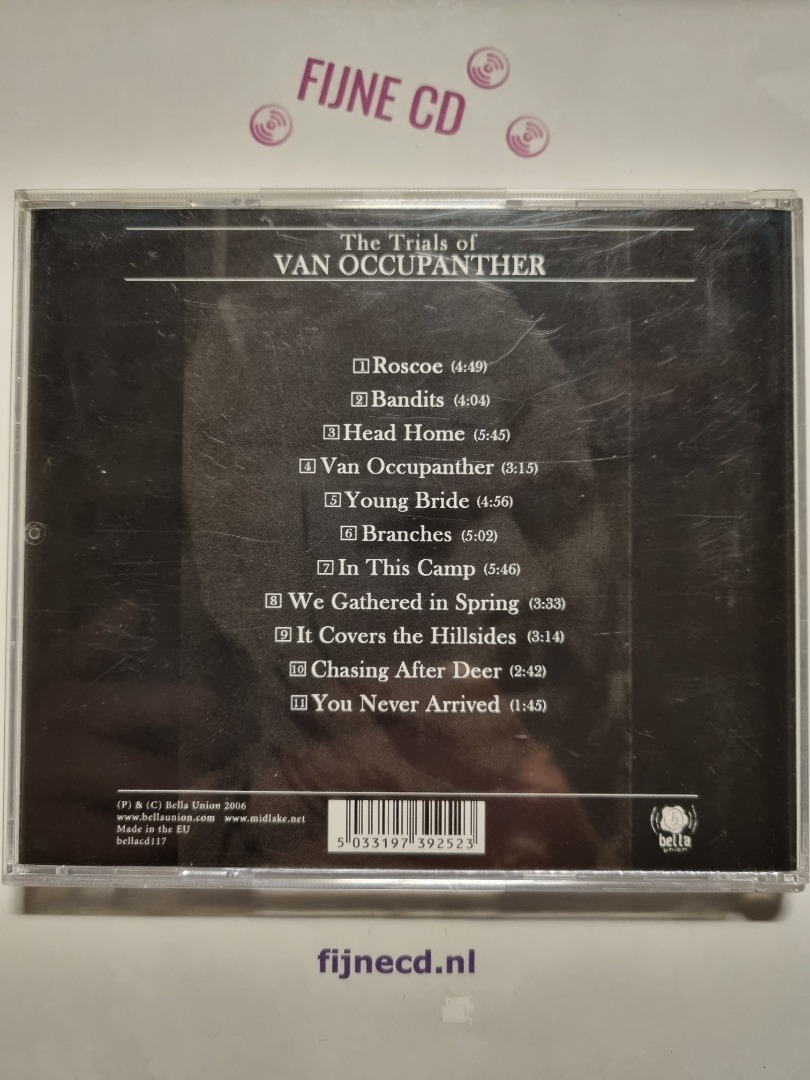 FIJNE CD
The Trials of
VAN OCCUPANTHER
1 Roscoe (4:49)
2 Bandits (4:04)
3 Head Home (5:45)
4 Van Occupanther (3:15)
5 Young Bride (4:56)
6 Branches (5:02)
7 In This Camp (5:46)
8 We Gathered in Spring (3:33)
9 It Covers the Hillsides (3:14)
10 Chasing After Deer (2:42)
11 You Never Arrived (1:45)
(P) & (C) Bella Union 2006
www.bellaunion.com www.midlake.net
Made in the EU
bellacd117
5 033197 392523
b
bella
union
fijnecd.nl